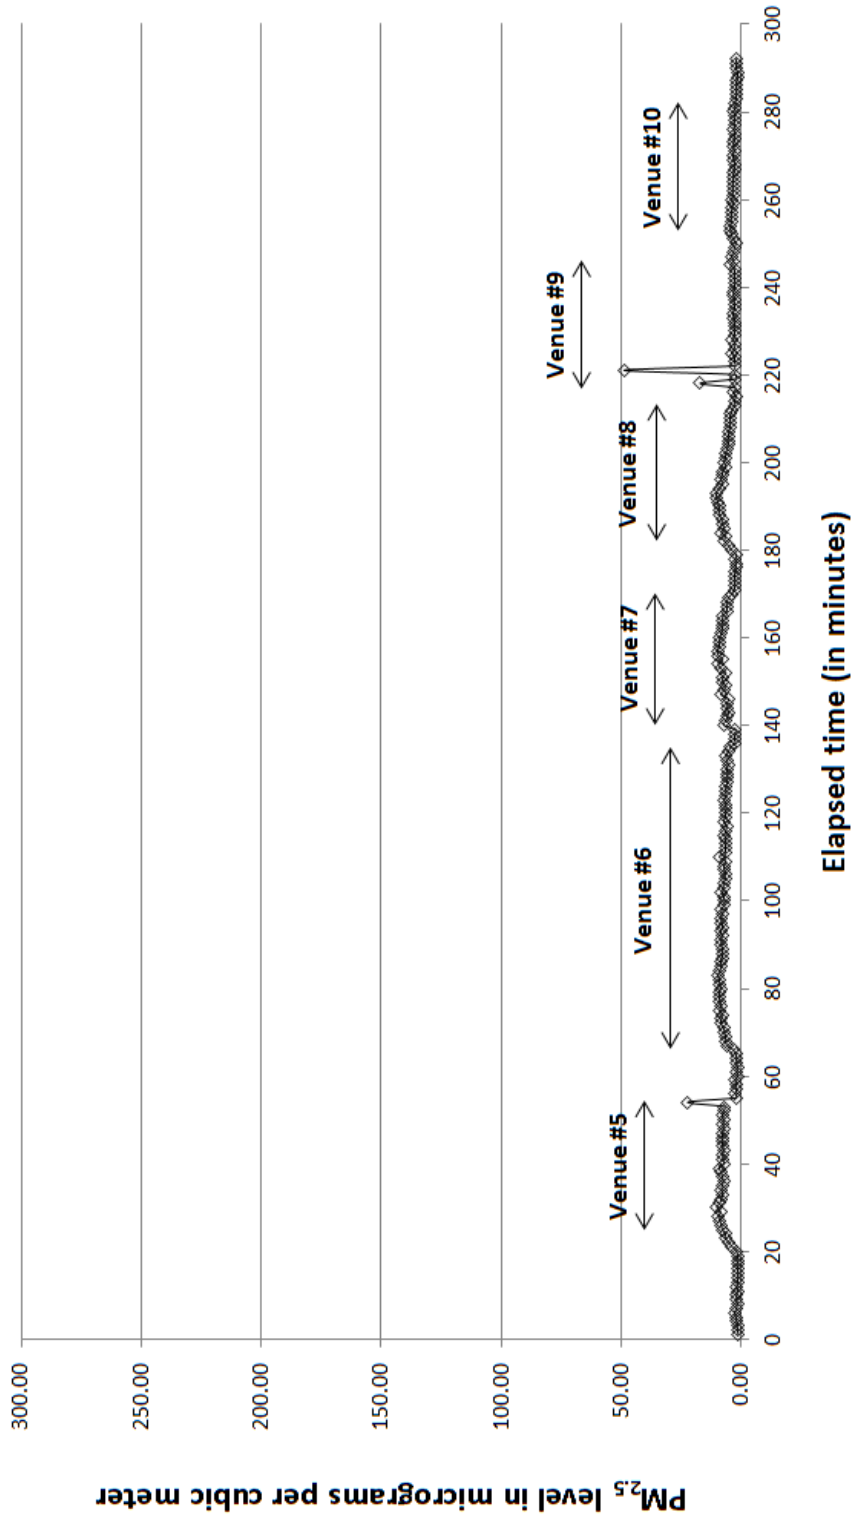 PM2.5 level in micrograms per cubic meter
300.00
250.00
200.00
150.00
100.00
50.00
0.00
Venue #5
Venue #6
Venue #7
Venue #8
Venue #9
Venue #10
0
20
40
60
80
100
120
140
160
180
200
220
240
260
280
300
Elapsed time (in minutes)